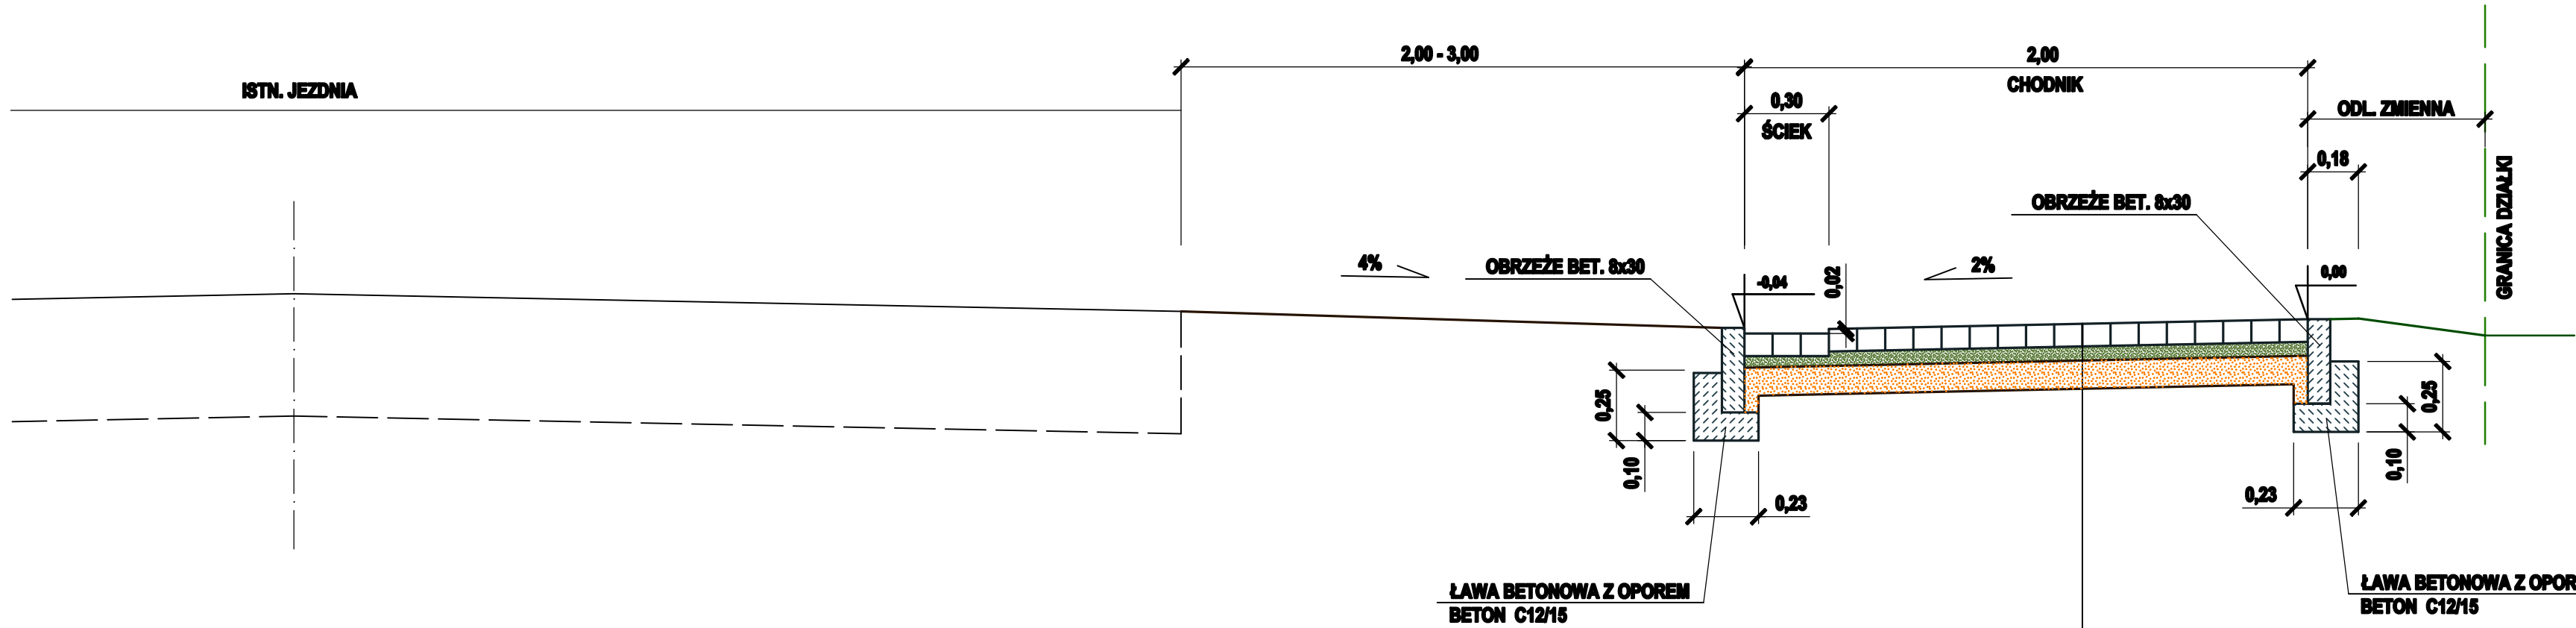 2,00 - 3,00
2,00
ISTN. JEZDNIA
CHODNIK
0,30
ODL. ZMIENNA
ŚCIEK
0,18
GRANICA DZIAŁKI
OBRZEŻE BET. 8x30
4%
OBRZEŻE BET. 8x30
2%
-0,04
0,02
0,00
0,25
0,10
0,23
0,25
0,10
0,23
ŁAWA BETONOWA Z OPOREM
BETON C12/15
ŁAWA BETONOWA Z OPOR
BETON C12/15